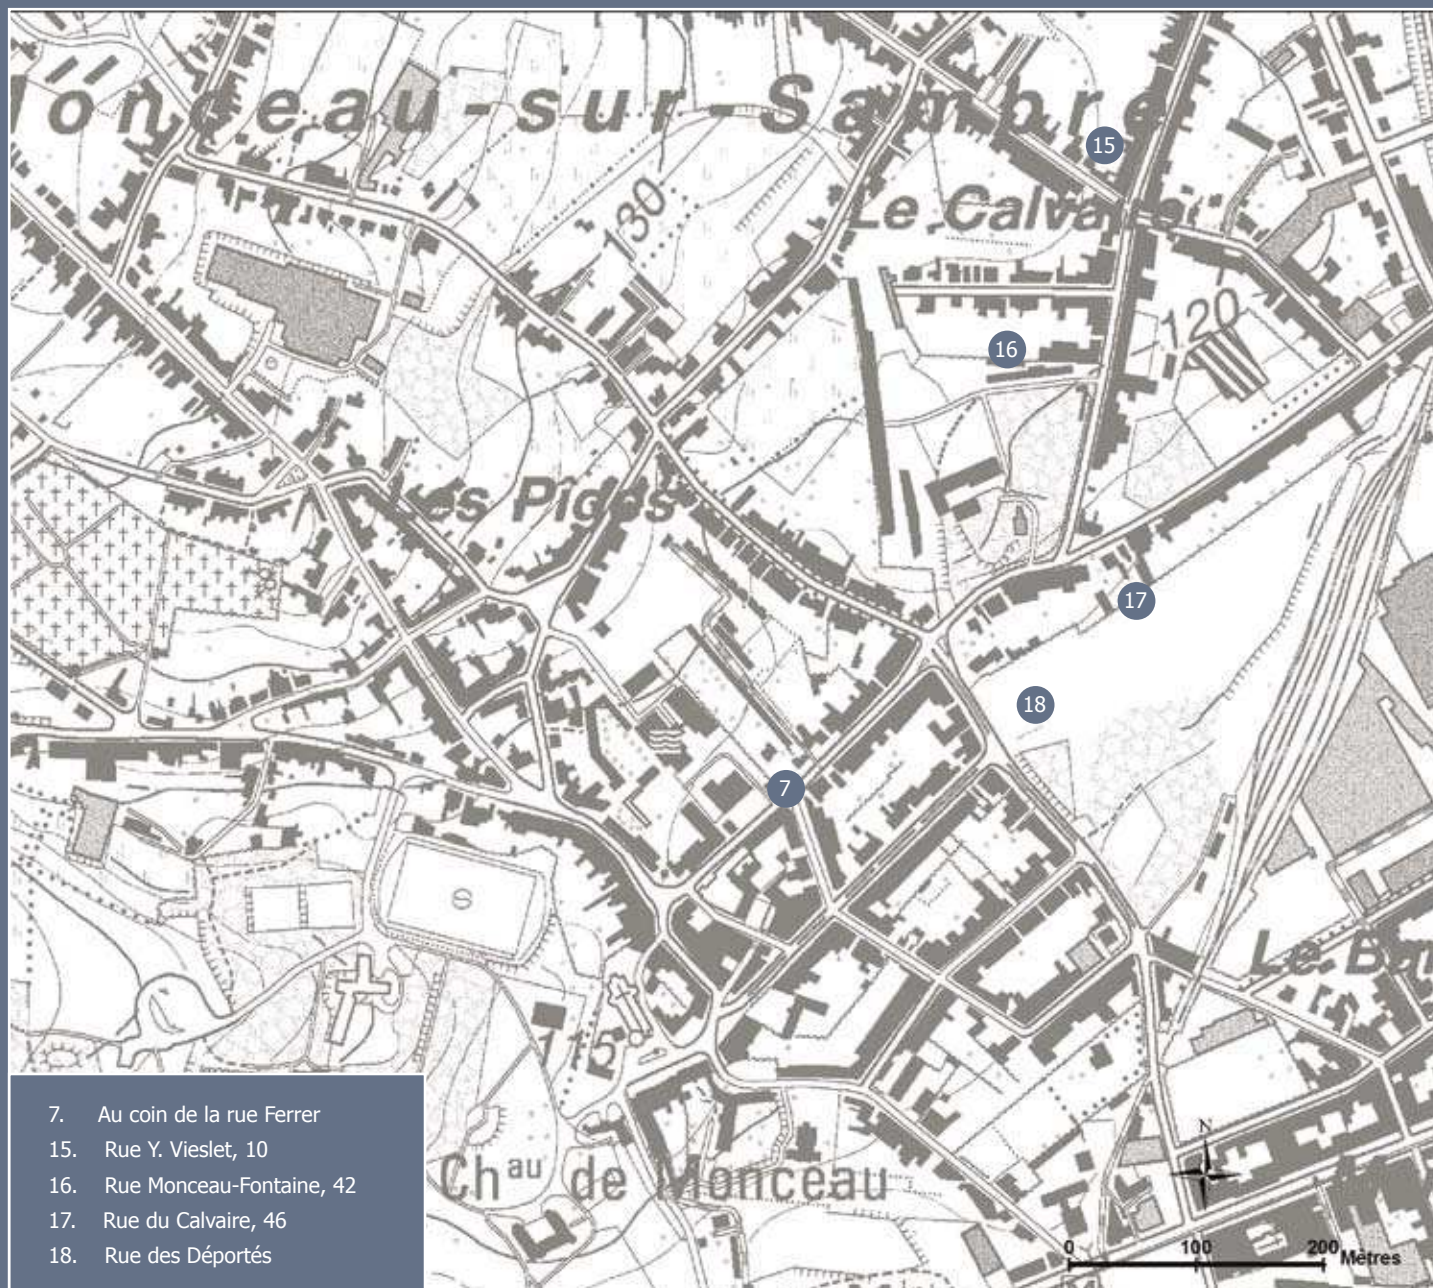 onceau-sur-Sambre
15
130
Le Calvaire
120
16
Les Piges
17
18
7
Le Ba
115
Chau de Monceau
N
0 100 200 Mètres
7. Au coin de la rue Ferrer
15. Rue Y. Vieslet, 10
16. Rue Monceau-Fontaine, 42
17. Rue du Calvaire, 46
18. Rue des Déportés